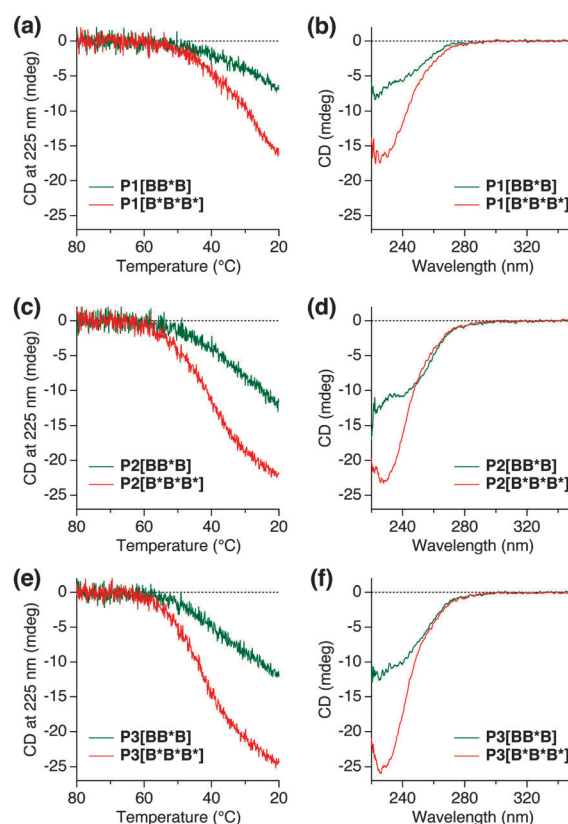 (a)
CD at 225 nm (mdeg)
0
-5
-10
-15
-20
-25
P1[BB*B]
P1[B*B*B*]
80 60 40 20
Temperature (°C)
(b)
CD (mdeg)
0
-5
-10
-15
-20
-25
P1[BB*B]
P1[B*B*B*]
240 280 320
Wavelength (nm)
(c)
CD at 225 nm (mdeg)
0
-5
-10
-15
-20
-25
P2[BB*B]
P2[B*B*B*]
80 60 40 20
Temperature (°C)
(d)
CD (mdeg)
0
-5
-10
-15
-20
-25
P2[BB*B]
P2[B*B*B*]
240 280 320
Wavelength (nm)
(e)
CD at 225 nm (mdeg)
0
-5
-10
-15
-20
-25
P3[BB*B]
P3[B*B*B*]
80 60 40 20
Temperature (°C)
(f)
CD (mdeg)
0
-5
-10
-15
-20
-25
P3[BB*B]
P3[B*B*B*]
240 280 320
Wavelength (nm)